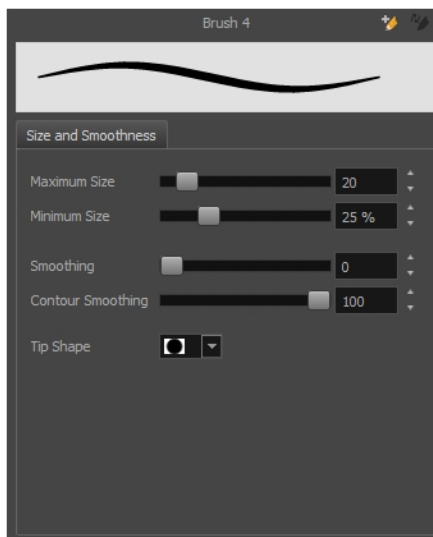 Brush 4
Size and Smoothness
Maximum Size 20
Minimum Size 25 %
Smoothing 0
Contour Smoothing 100
Tip Shape